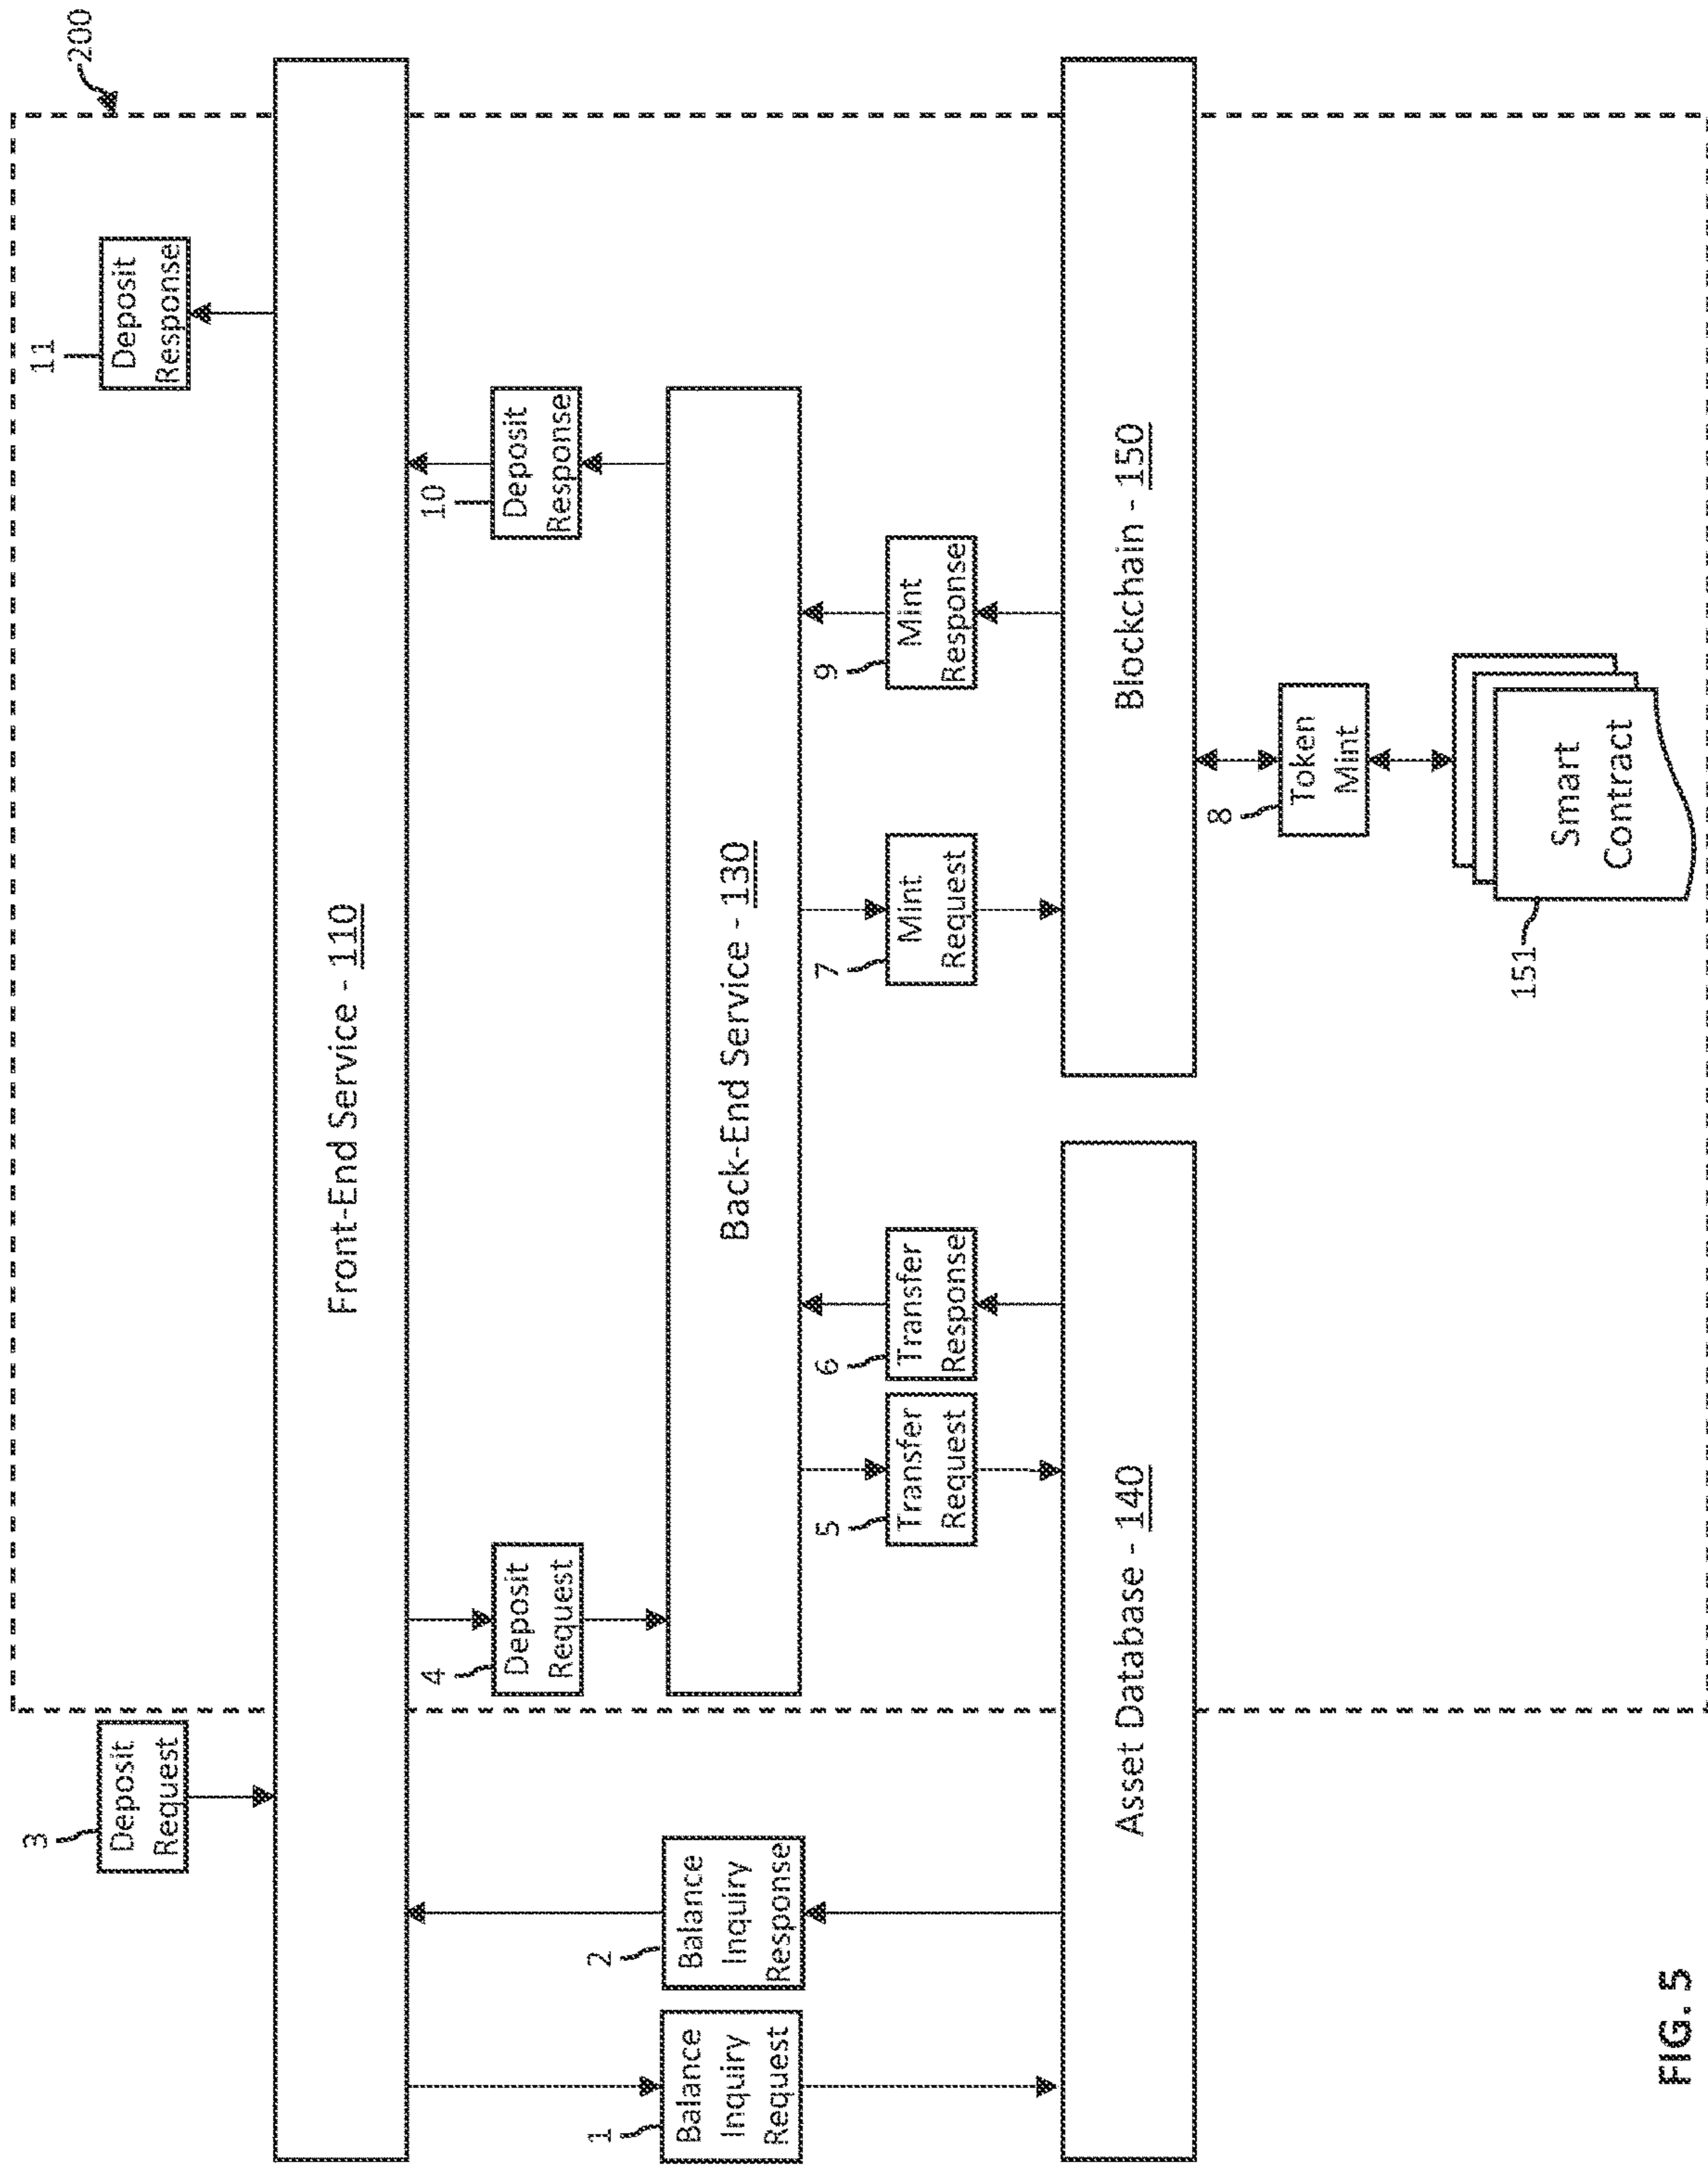 200
3
Deposit
Request
11
Deposit
Response
Front-End Service - 110
4
Deposit
Request
10
Deposit
Response
1
Balance
Inquiry
Request
2
Balance
Inquiry
Response
Back-End Service - 130
5
Transfer
Request
6
Transfer
Response
7
Mint
Request
9
Mint
Response
Asset Database - 140
Blockchain - 150
8
Token
Mint
151
Smart
Contract
FIG. 5